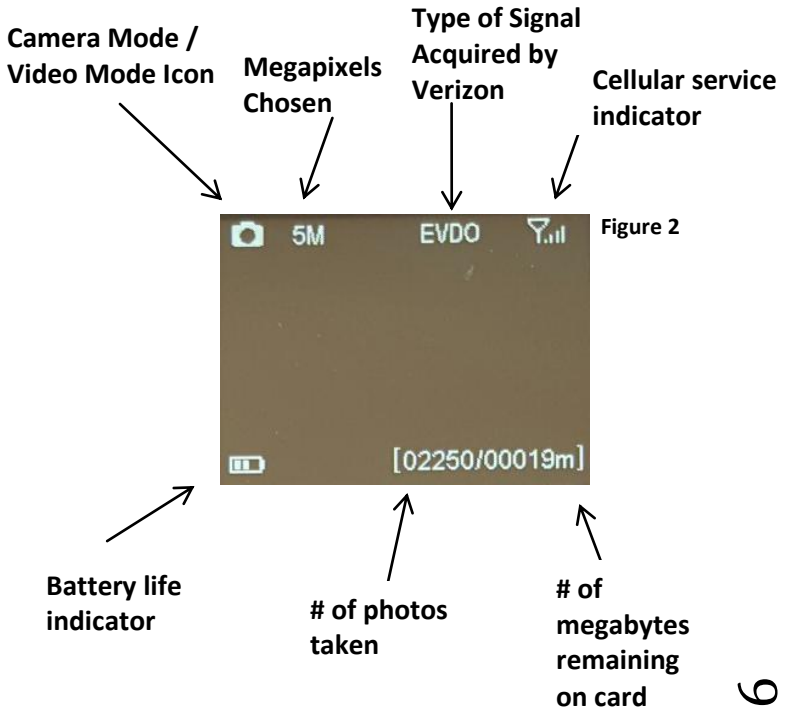 Camera Mode /
Video Mode Icon
Megapixels
Chosen
Type of Signal
Acquired by
Verizon
Cellular service
indicator
5M
EVDO
Figure 2
[02250/00019m]
Battery life
indicator
# of photos
taken
# of
megabytes
remaining
on card
9